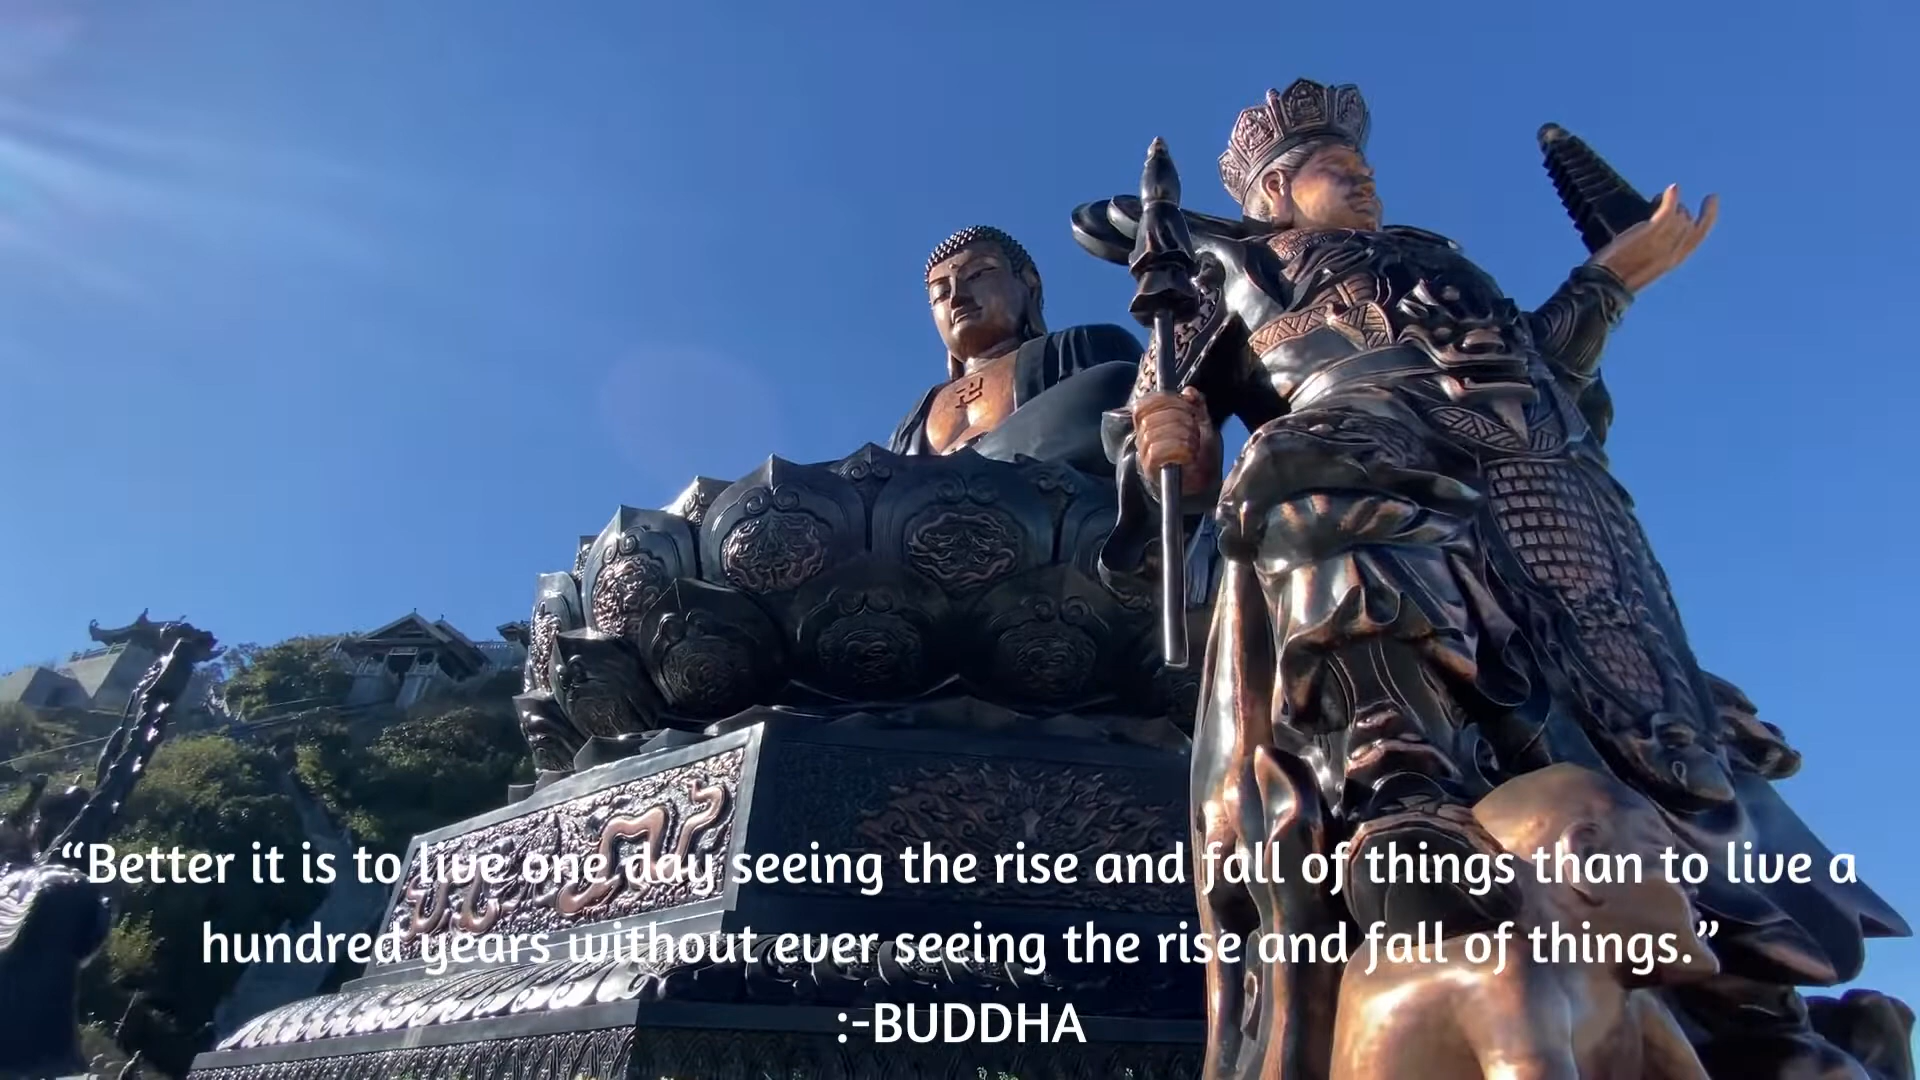 “Better it is to live one day seeing the rise and fall of things than to live a
hundred years without ever seeing the rise and fall of things.”
:-BUDDHA